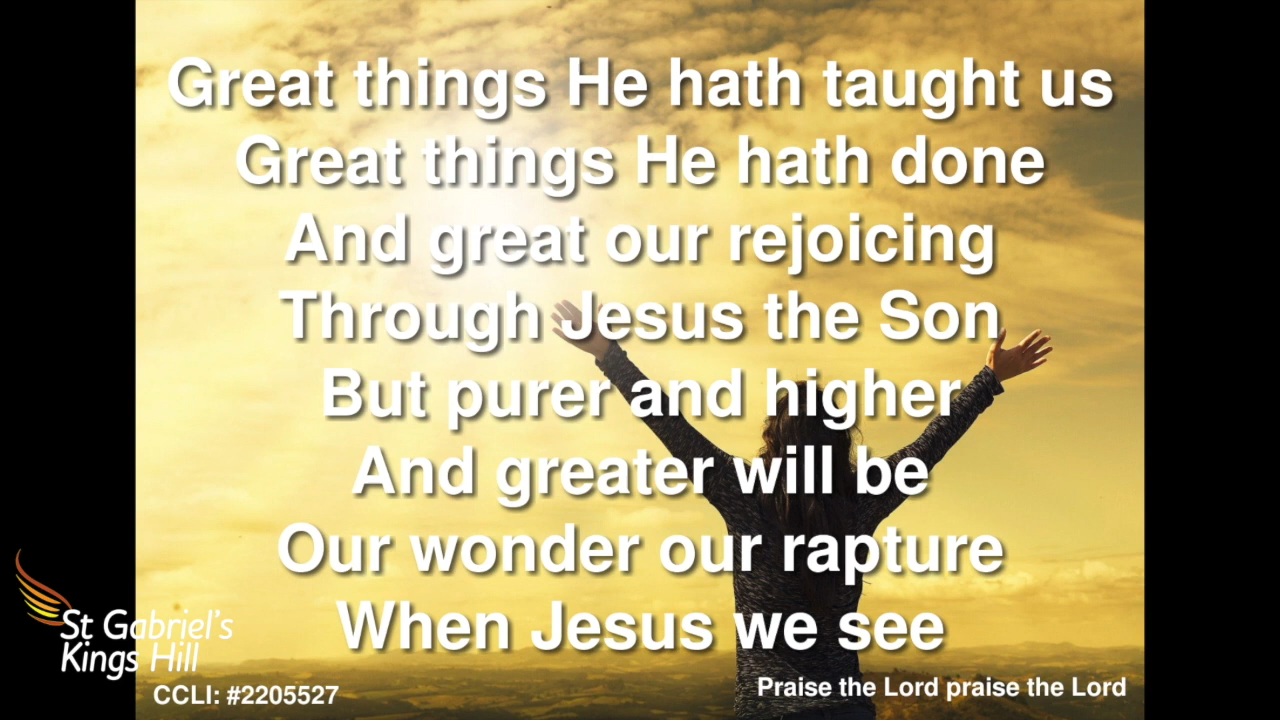 Great things He hath taught us
Great things He hath done
And great our rejoicing
Through Jesus the Son
But purer and higher
And greater will be
Our wonder our rapture
When Jesus we see
St Gabriel's
Kings Hill
CCLI: #2205527
Praise the Lord praise the Lord